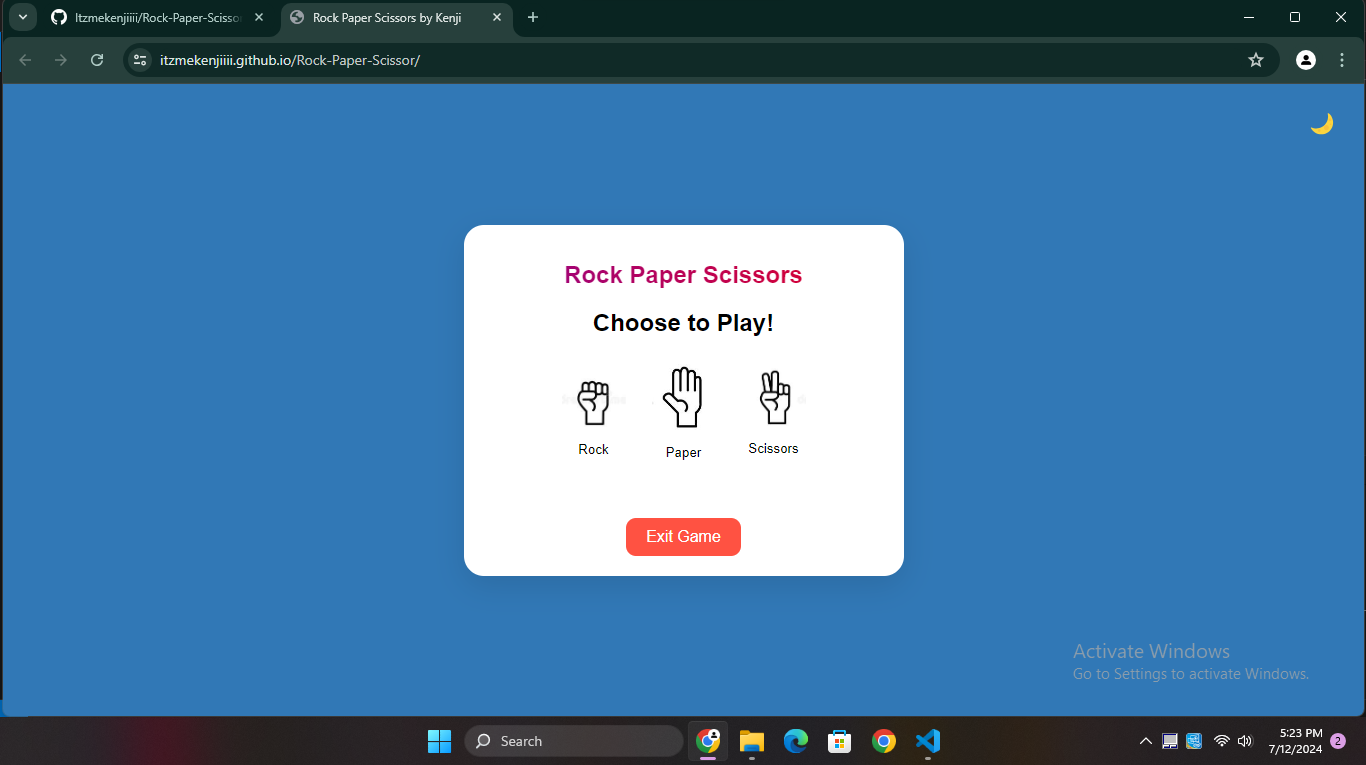 Itzmekenjiiii/Rock-Paper-Scissor
Rock Paper Scissors by Kenji
itzmekenjiiii.github.io/Rock-Paper-Scissor/
Rock Paper Scissors
Choose to Play!
Rock
Paper
Scissors
Exit Game
Activate Windows
Go to Settings to activate Windows.
Search
5:23 PM
7/12/2024
2